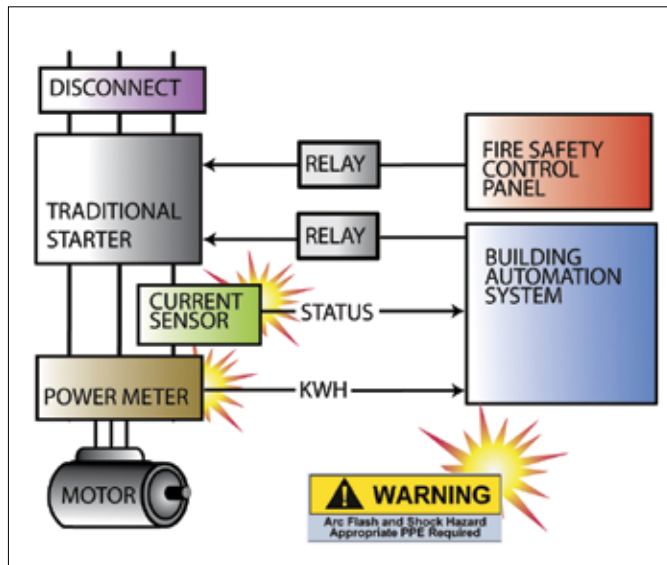 DISCONNECT
TRADITIONAL
STARTER
RELAY
FIRE SAFETY
CONTROL
PANEL
RELAY
BUILDING
AUTOMATION
SYSTEM
CURRENT
SENSOR
STATUS
POWER METER
KWH
MOTOR
WARNING
Arc Flash and Shock Hazard
Appropriate PPE Required